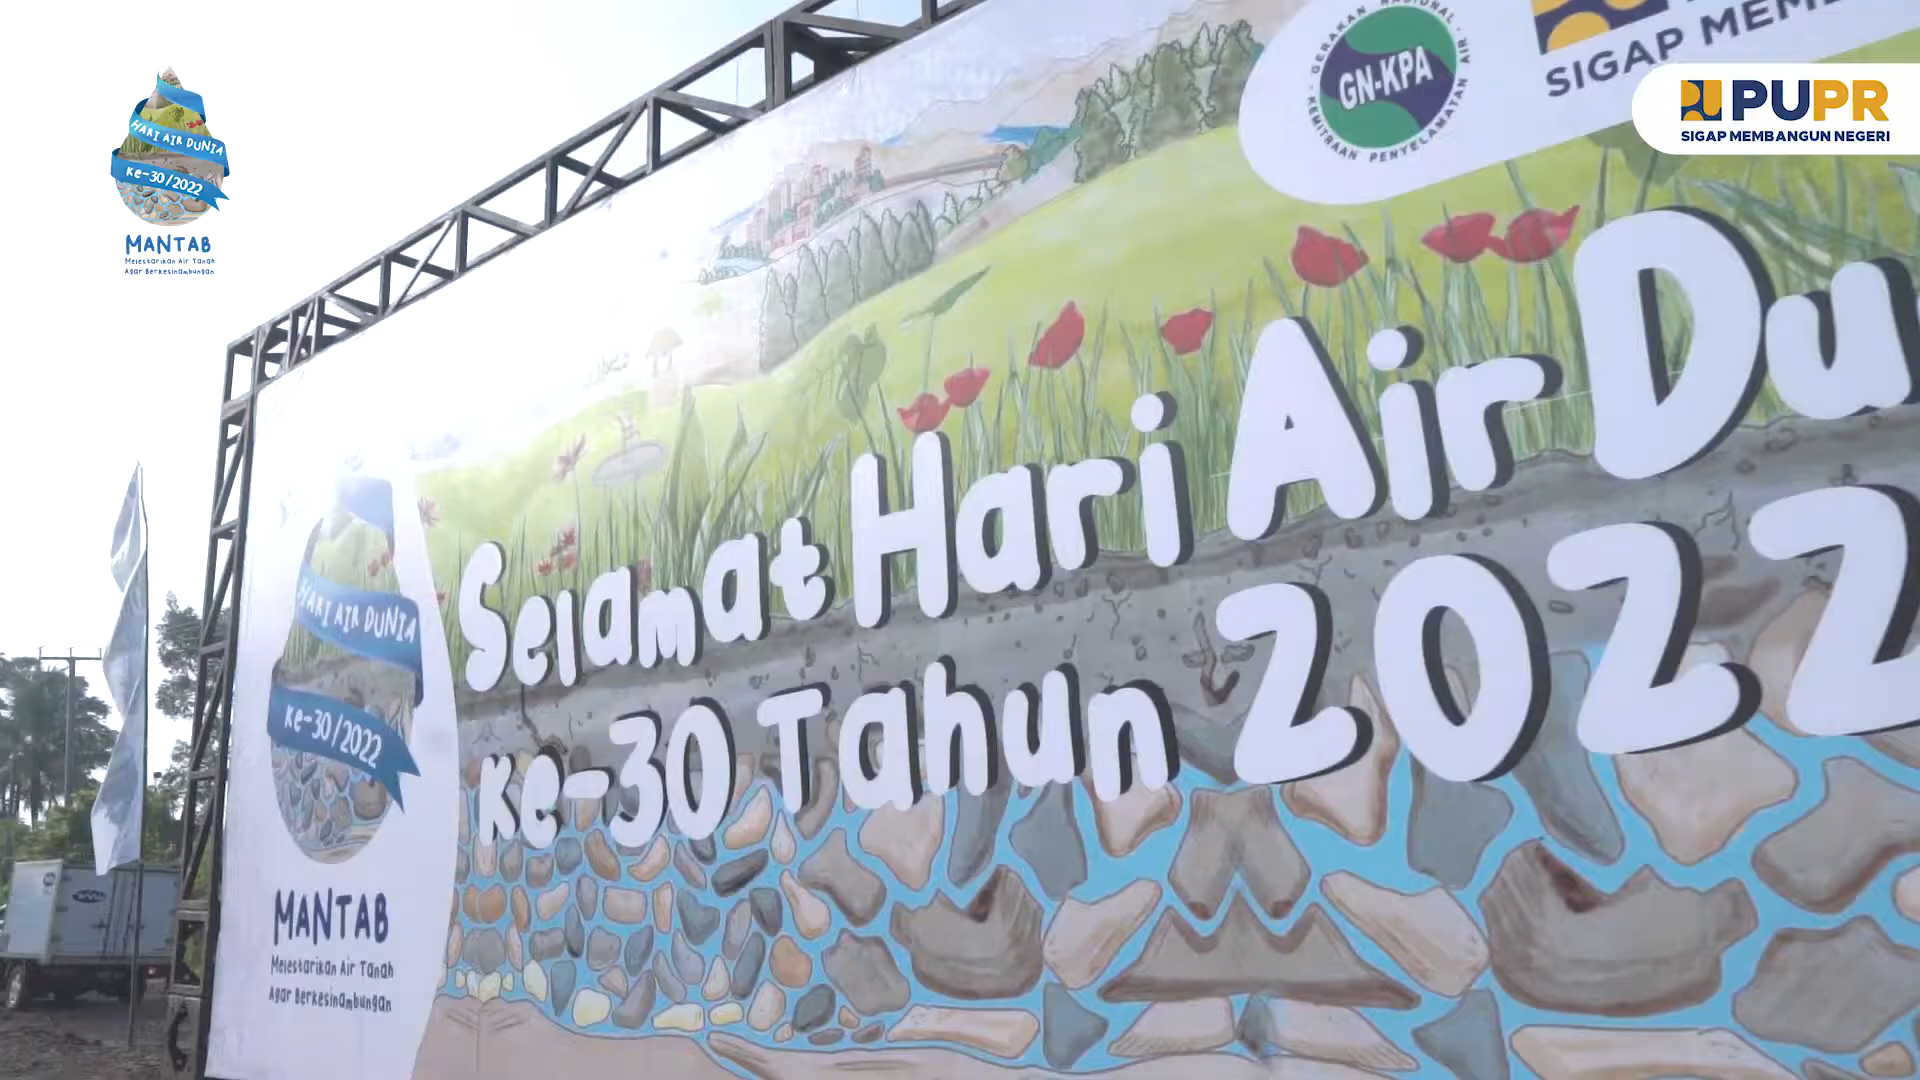 HARI AIR DUNIA
Ke-30/2022
MANTAB
Melestarikan Air Tanah
Agar Berkesinambungan
GERAKAN NASIONAL
GN-KPA
KEMITRAAN PENYELAMATAN AIR
SIGAP
PUPR
SIGAP MEMBANGUN NEGERI
Selamat Hari Air
Ke-30 Tahun 2022
HARI AIR DUNIA
Ke-30/2022
MANTAB
Melestarikan Air Tanah
Agar Berkesinambungan